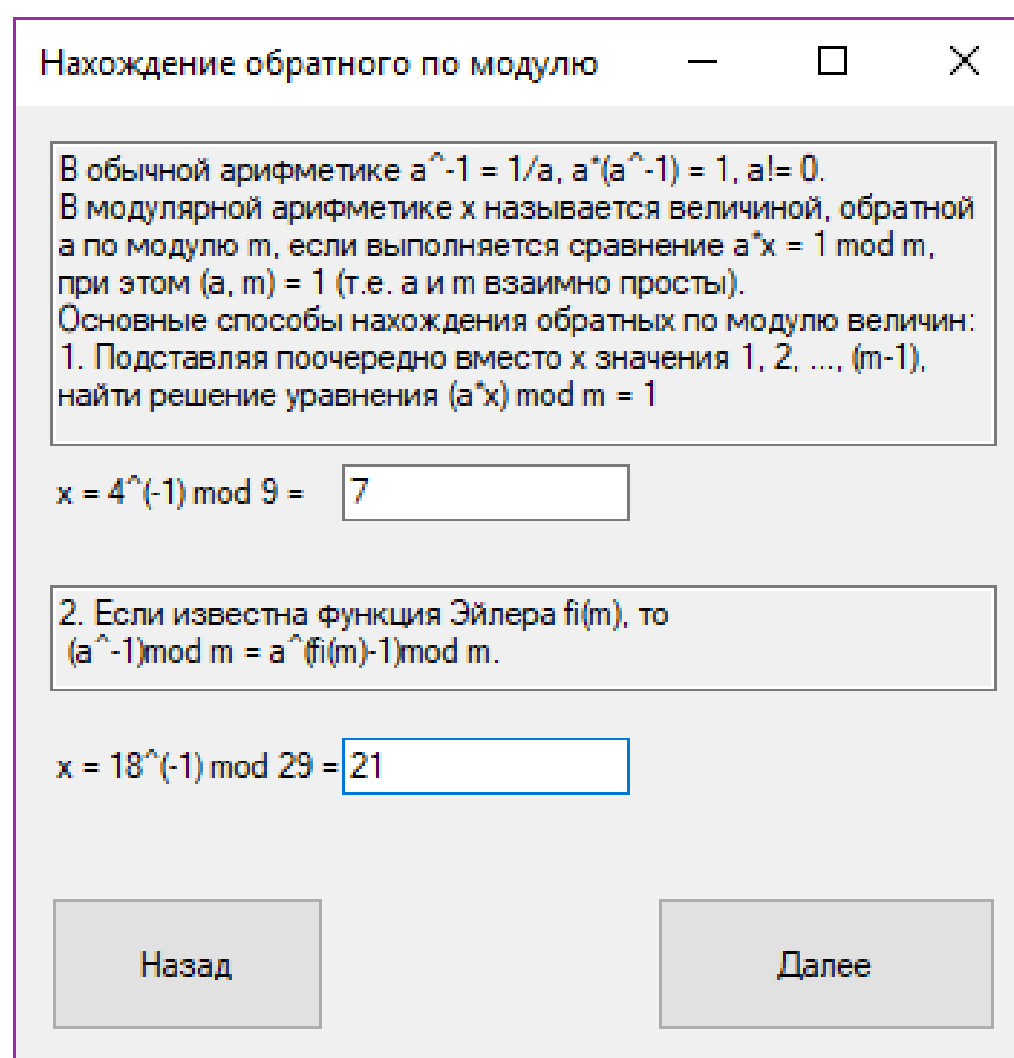 Нахождение обратного по модулю
В обычной арифметике a^-1 = 1/a, a*(a^-1) = 1, a!= 0.
В модулярной арифметике x называется величиной, обратной
a по модулю m, если выполняется сравнение a*x = 1 mod m,
при этом (a, m) = 1 (т.е. a и m взаимно просты).
Основные способы нахождения обратных по модулю величин:
1. Подставляя поочередно вместо x значения 1, 2, ..., (m-1),
найти решение уравнения (a*x) mod m = 1
x = 4^(-1) mod 9 = 7
2. Если известна функция Эйлера fi(m), то
(a^-1)mod m = a^(fi(m)-1)mod m.
x = 18^(-1) mod 29 = 21
Назад Далее